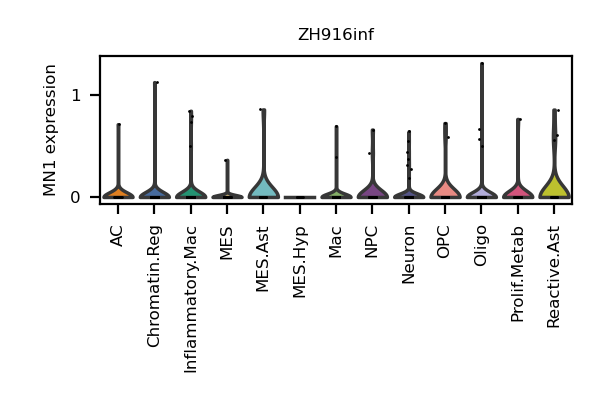 ZH916inf
MN1 expression
1
0
AC
Chromatin.Reg
Inflammatory.Mac
MES
MES.Ast
MES.Hyp
Mac
NPC
Neuron
OPC
Oligo
Prolif.Metab
Reactive.Ast